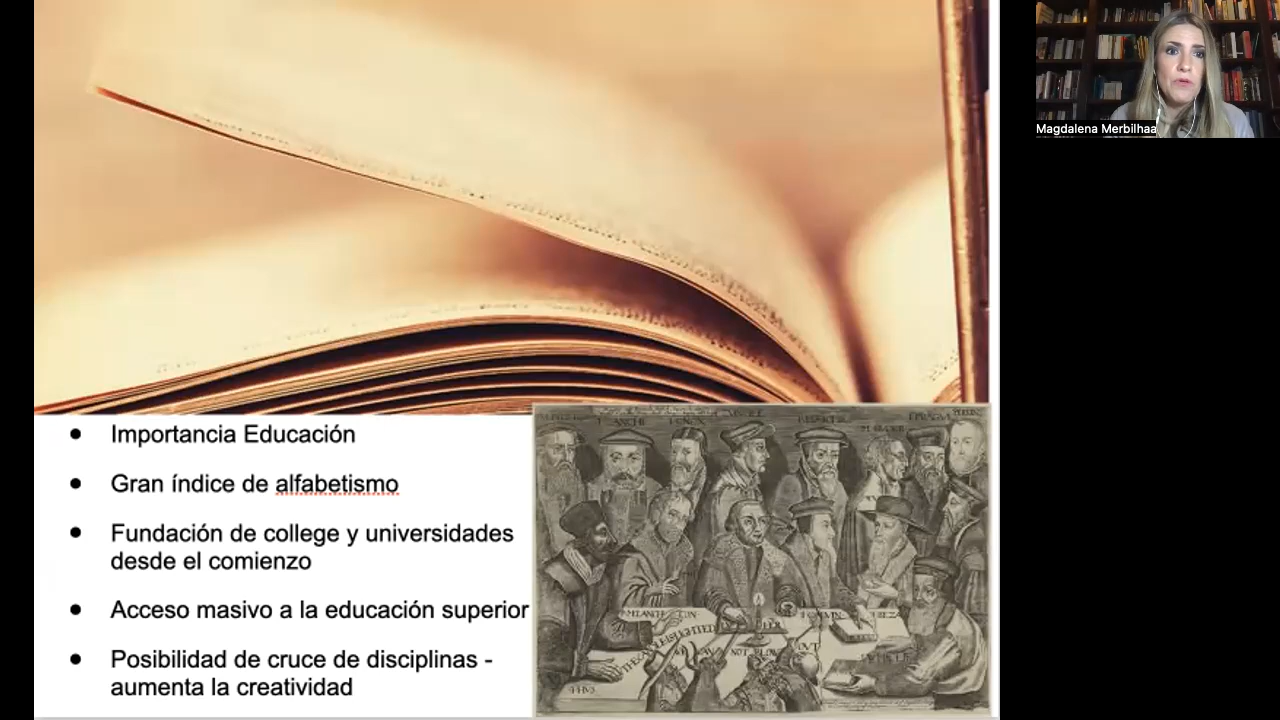 Magdalena Merbilhaa
● Importancia Educación
● Gran índice de alfabetismo
● Fundación de college y universidades
desde el comienzo
● Acceso masivo a la educación superior
● Posibilidad de cruce de disciplinas -
aumenta la creatividad